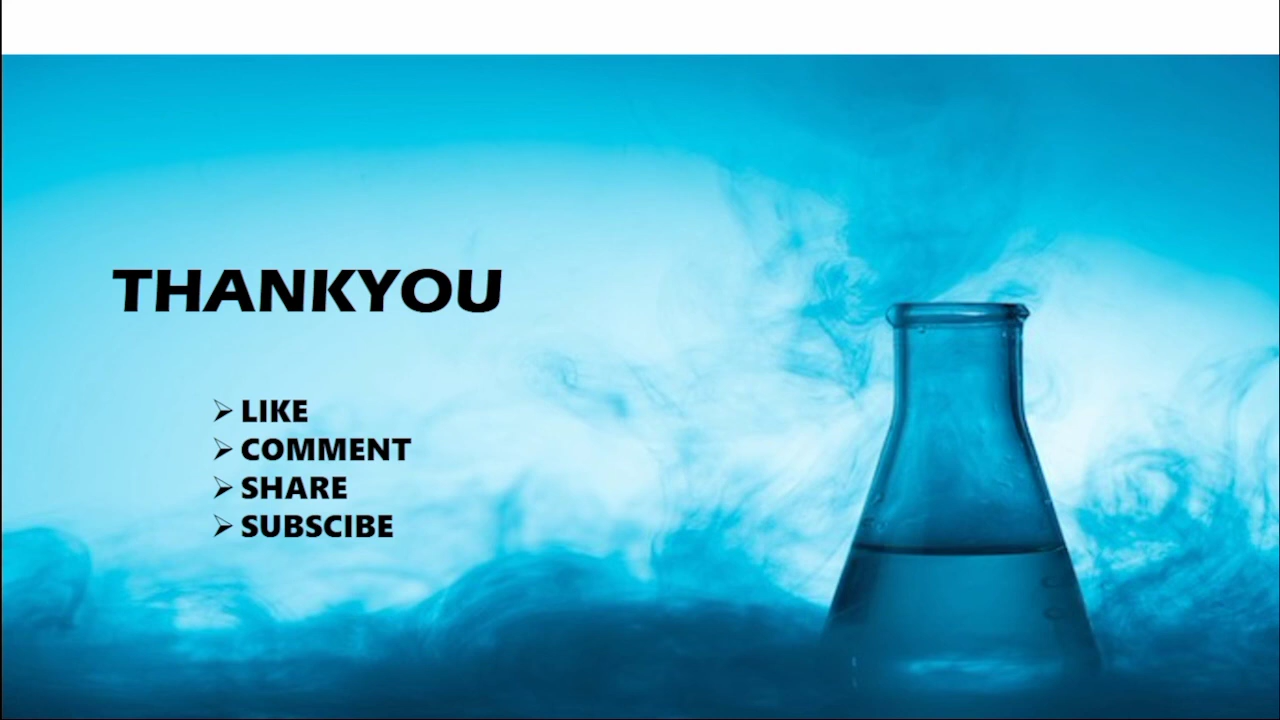 THANKYOU
➢ LIKE
➢ COMMENT
➢ SHARE
➢ SUBSCIBE